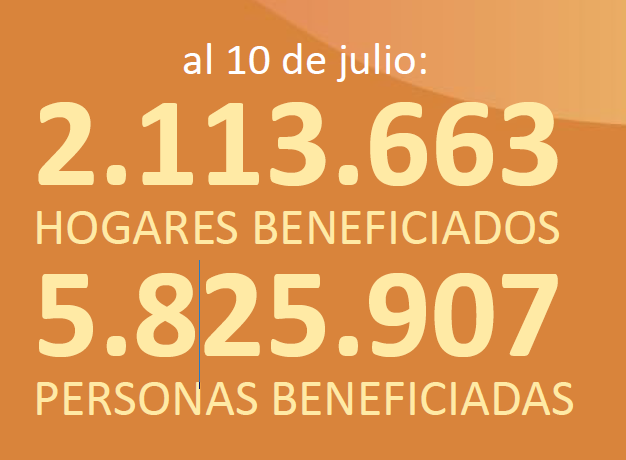 al 10 de julio:
2.113.663
HOGARES BENEFICIADOS
5.825.907
PERSONAS BENEFICIADAS